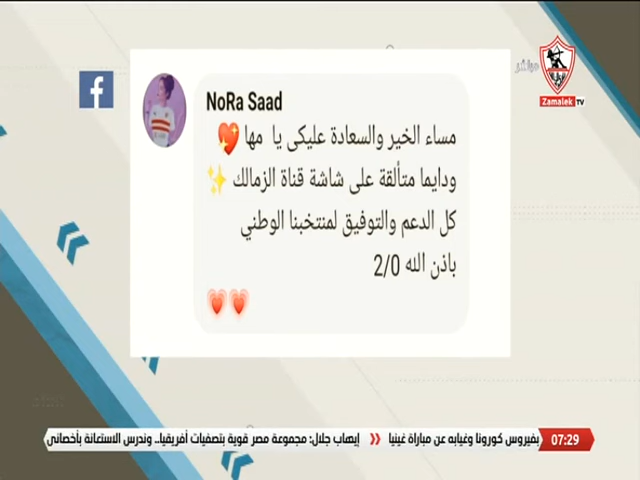 مباشر
Zamalek TV
NoRa Saad
مساء الخير والسعادة عليكى يا مها 💖
ودايما متألقة على شاشة قناة الزمالك ✨
كل الدعم والتوفيق لمنتخبنا الوطني
باذن الله 2/0
💗💗
07:29 بفيروس كورونا وغيابه عن مباراة غينيا » إيهاب جلال: مجموعة مصر قوية بتصفيات أفريقيا.. وندرس الاستعانة بأخصائى